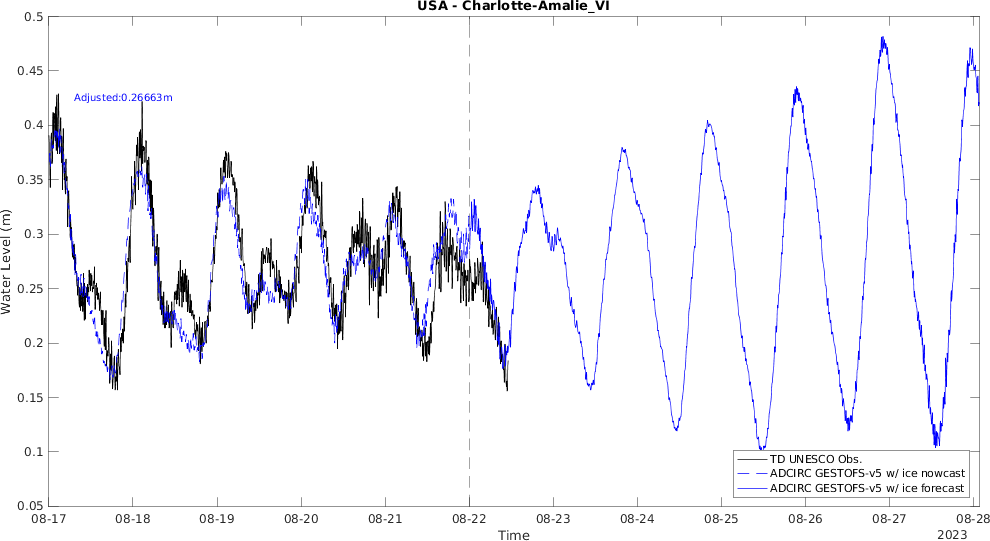 USA - Charlotte-Amalie_VI
0.5
0.45
Adjusted:0.26663m
0.4
0.35
0.3
0.25
0.2
0.15
0.1
0.05
Water Level (m)
TD UNESCO Obs.
ADCIRC GESTOFS-v5 w/ ice nowcast
ADCIRC GESTOFS-v5 w/ ice forecast
08-17 08-18 08-19 08-20 08-21 08-22 08-23 08-24 08-25 08-26 08-27 08-28
Time
2023